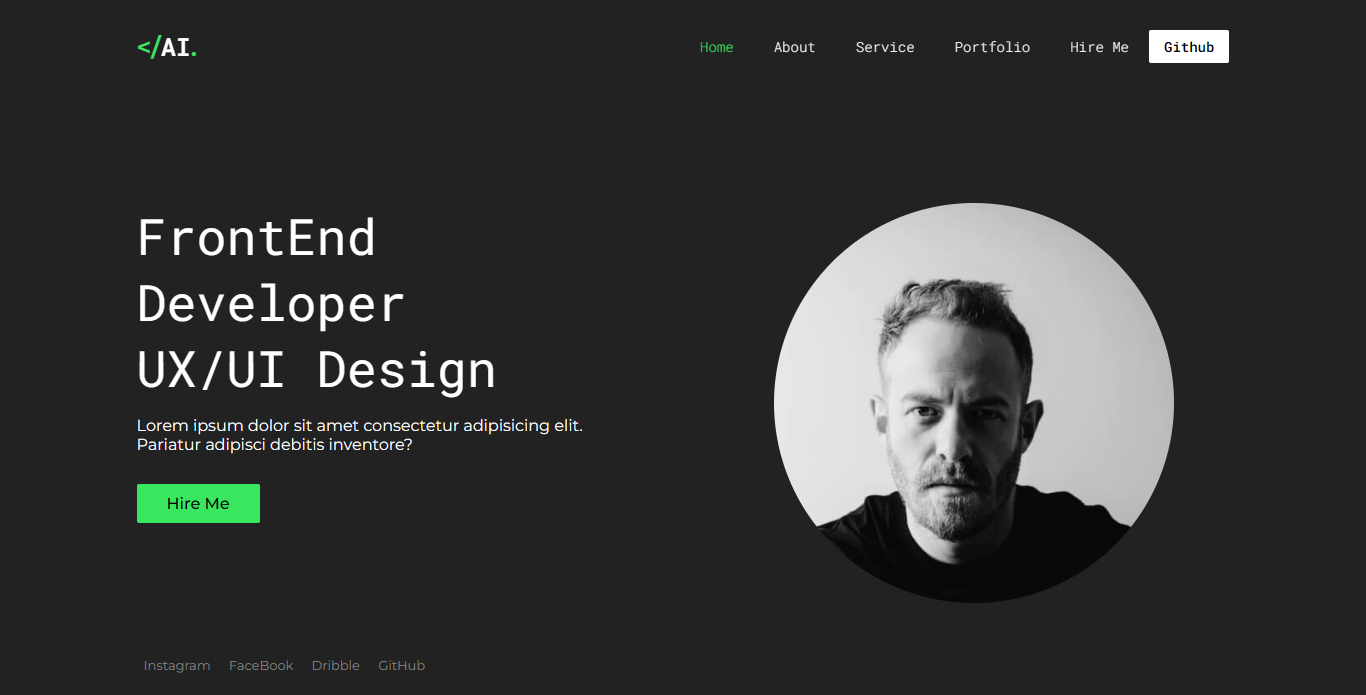 </AI.
Home About Service Portfolio Hire Me Github
FrontEnd
Developer
UX/UI Design
Lorem ipsum dolor sit amet consectetur adipisicing elit.
Pariatur adipisci debitis inventore?
Hire Me
Instagram FaceBook Dribble GitHub